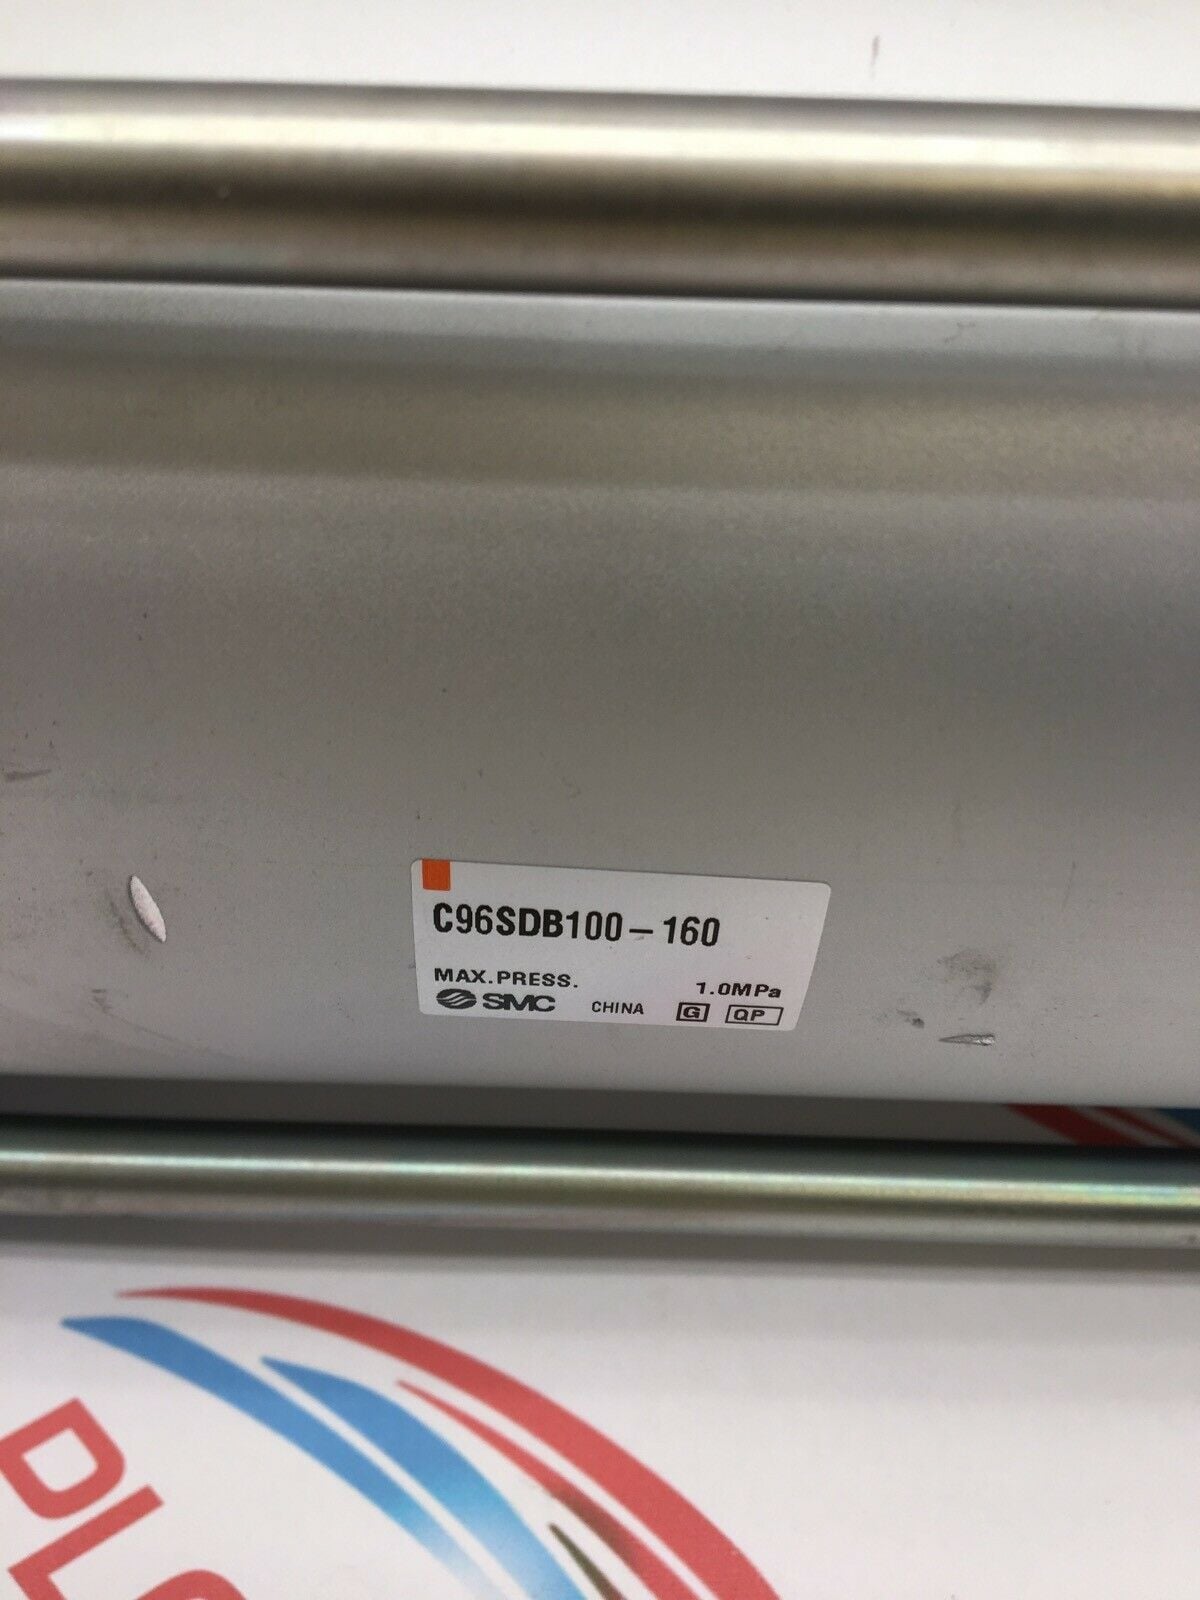 C96SDB100-160
MAX.PRESS. 1.0MPa
SMC CHINA G QP